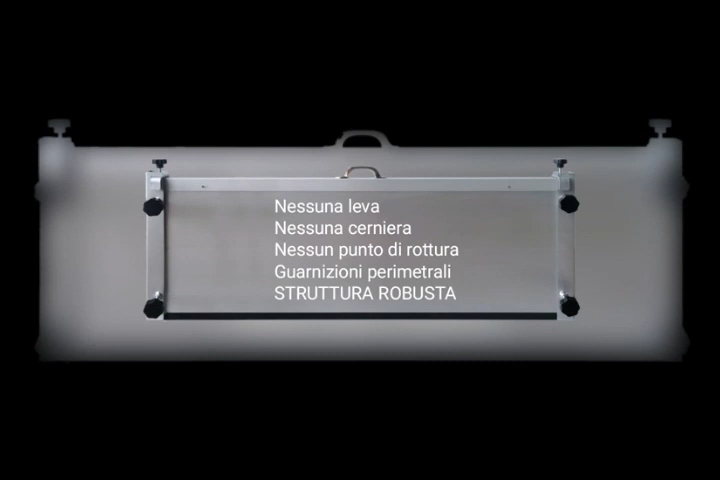 Nessuna leva
Nessuna cerniera
Nessun punto di rottura
Guarnizioni perimetrali
STRUTTURA ROBUSTA